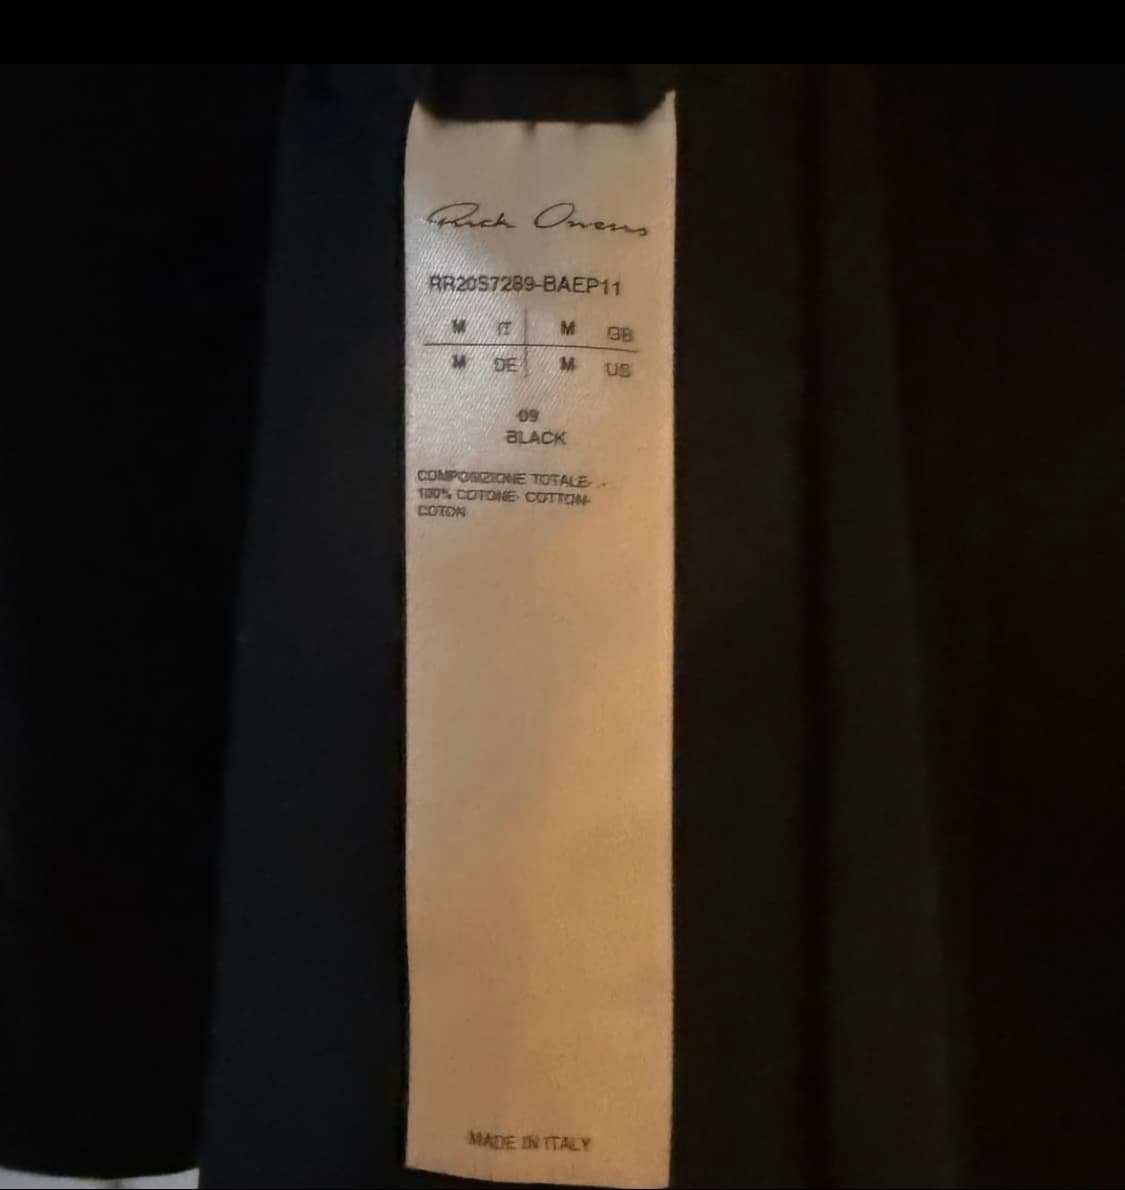 Rick Owens
RR20S7289-BAEP11
M IT M GB
M DE M US
09
BLACK
COMPOSIZIONE TOTALE
100% COTONE- COTTON-
COTON
MADE IN ITALY